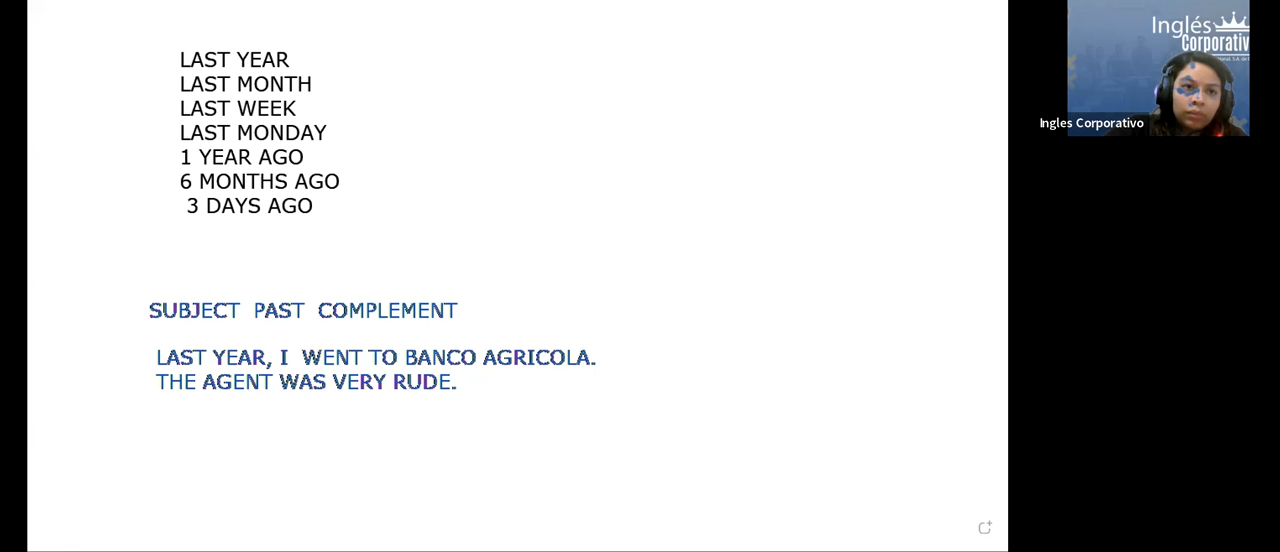 LAST YEAR
LAST MONTH
LAST WEEK
LAST MONDAY
1 YEAR AGO
6 MONTHS AGO
3 DAYS AGO
SUBJECT PAST COMPLEMENT
LAST YEAR, I WENT TO BANCO AGRICOLA.
THE AGENT WAS VERY RUDE.
Inglés
Corporativ
Ingles Corporativo